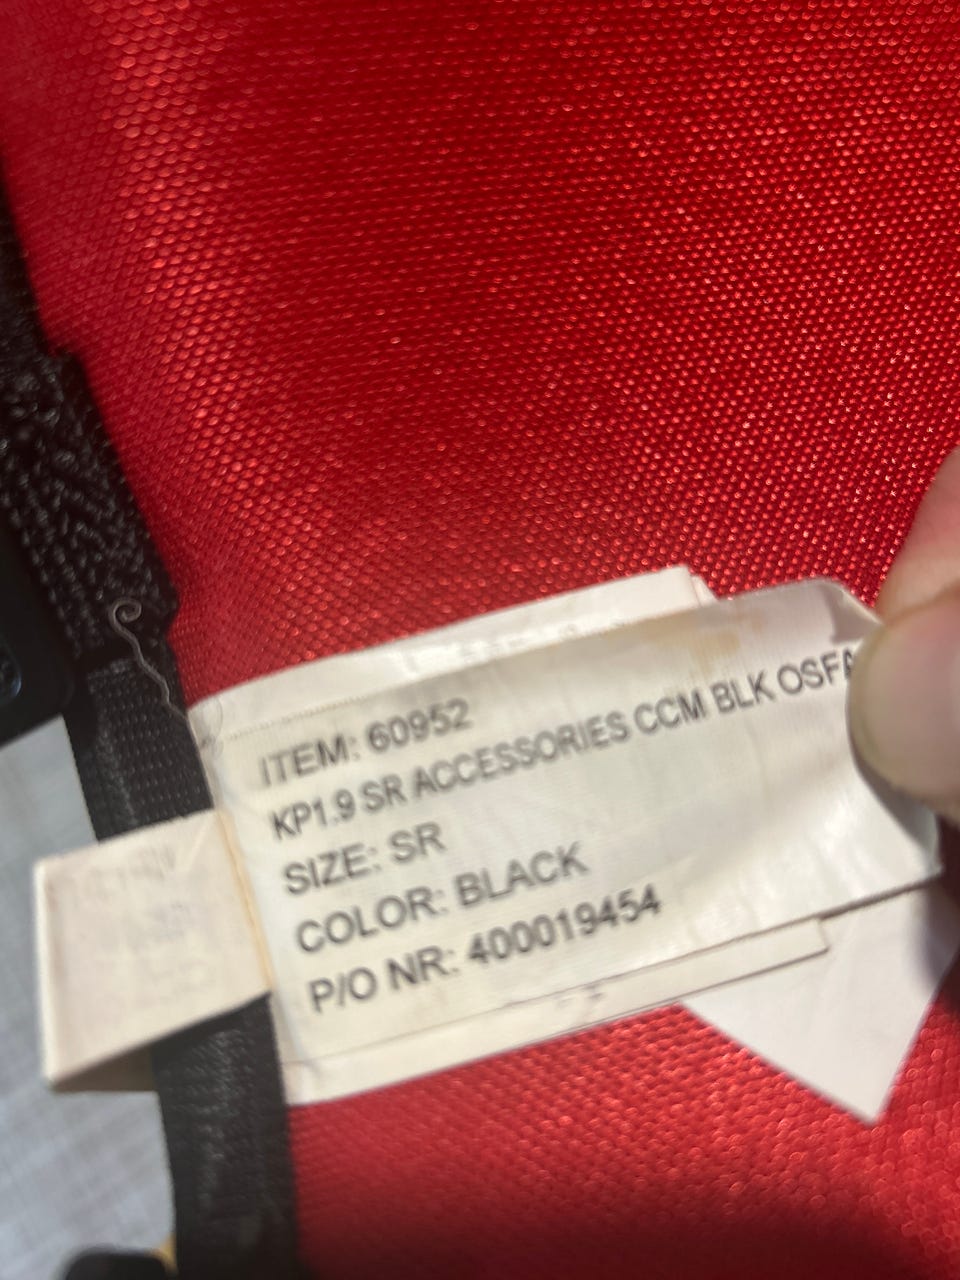 ITEM: 60952
KP1.9 SR ACCESSORIES CCM BLK OSFA
SIZE: SR
COLOR: BLACK
P/O NR: 400019454